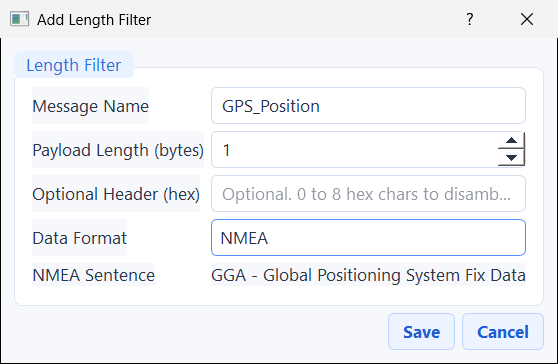 Add Length Filter
?
Length Filter
Message Name GPS_Position
Payload Length (bytes) 1
Optional Header (hex) Optional. 0 to 8 hex chars to disamb...
Data Format NMEA
NMEA Sentence GGA - Global Positioning System Fix Data
Save Cancel